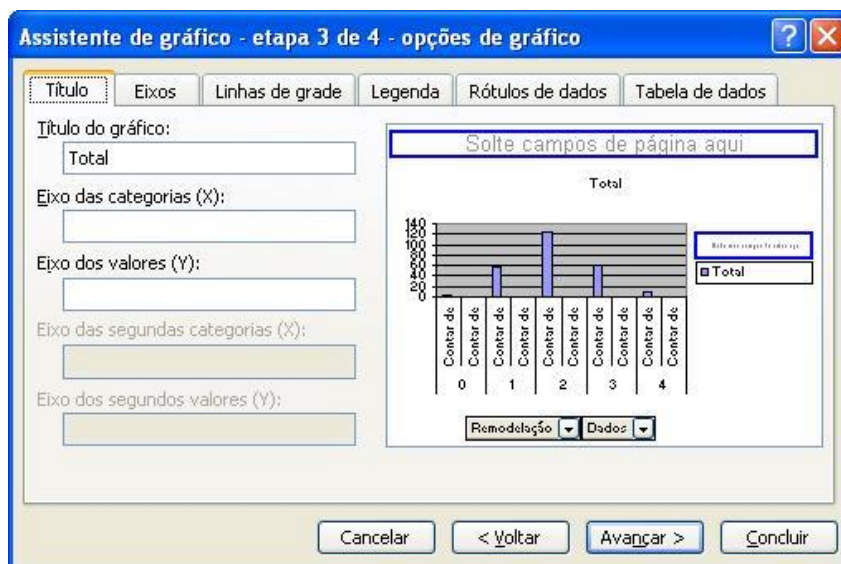 Assistente de gráfico - etapa 3 de 4 - opções de gráfico
?
X
Título
Eixos
Linhas de grade
Legenda
Rótulos de dados
Tabela de dados
Título do gráfico:
Total
Eixo das categorias (X):
Eixo dos valores (Y):
Eixo das segundas categorias (X):
Eixo dos segundos valores (Y):
Solte campos de página aqui
Total
140
120
100
80
60
40
20
0
Total
Contar de Contar de Contar de Contar de Contar de Contar de Contar de Contar de Contar de Contar de
0 1 2 3 4
Remodelação Dados
Cancelar
< Voltar
Avançar >
Concluir